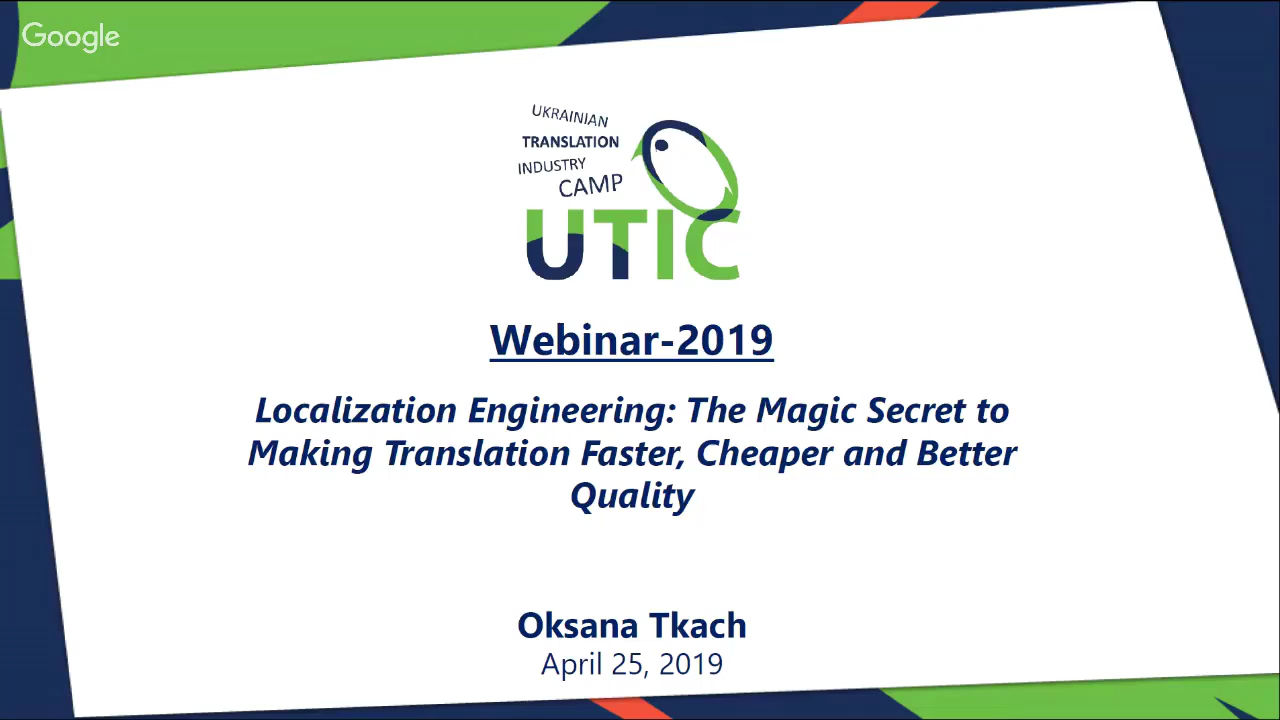 Google
UKRAINIAN
TRANSLATION
INDUSTRY
CAMP
UTIC
Webinar-2019
Localization Engineering: The Magic Secret to
Making Translation Faster, Cheaper and Better
Quality
Oksana Tkach
April 25, 2019